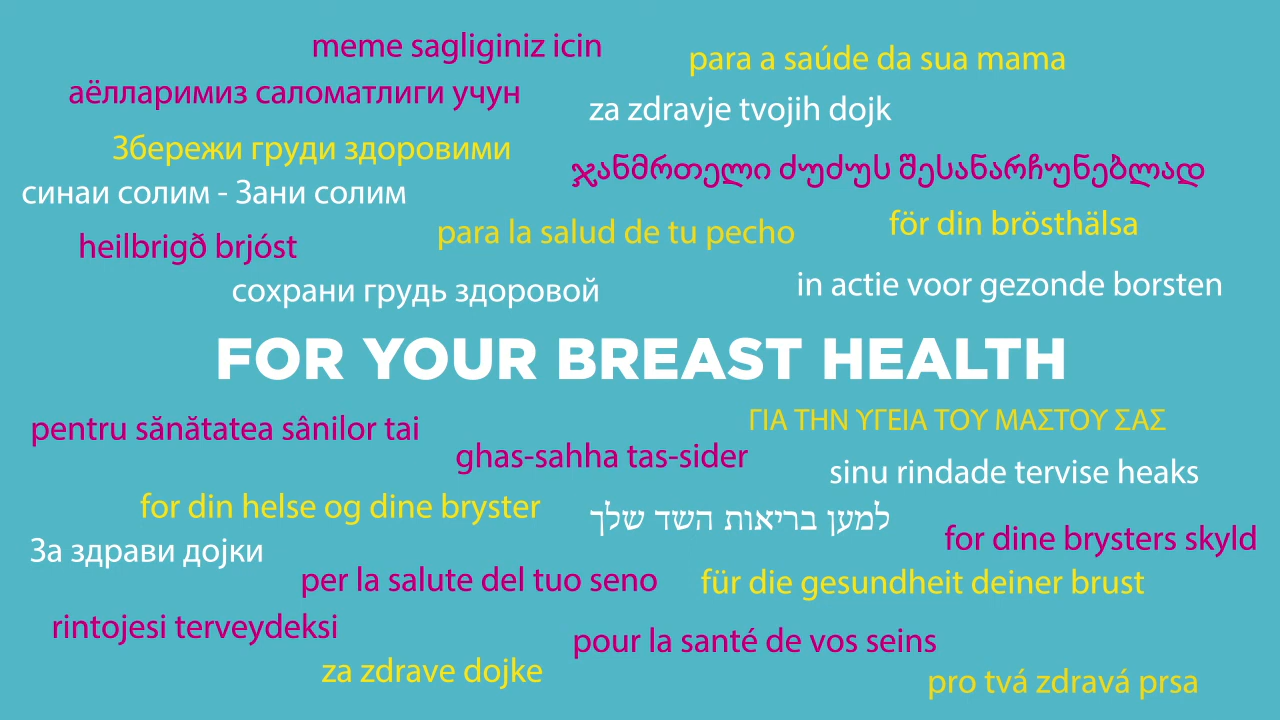 meme sagliginiz icin
para a saúde da sua mama
аёлларимиз саломатлиги учун
za zdravje tvojih dojk
Збережи груди здоровими
ჯანმრთელი ძუძუს შესანარჩუნებლად
синаи солим - Зани солим
för din brösthälsa
para la salud de tu pecho
heilbrigð brjóst
in actie voor gezonde borsten
сохрани грудь здоровой
FOR YOUR BREAST HEALTH
ΓΙΑ ΤΗΝ ΥΓΕΙΑ ΤΟΥ ΜΑΣΤΟΥ ΣΑΣ
pentru sănătatea sânilor tai
ghas-sahha tas-sider
sinu rindade tervise heaks
for din helse og dine bryster
למען בריאות השד שלך
for dine brysters skyld
За здрави дојки
per la salute del tuo seno
für die gesundheit deiner brust
rintojesi terveydeksi
pour la santé de vos seins
za zdrave dojke
pro tvá zdravá prsa